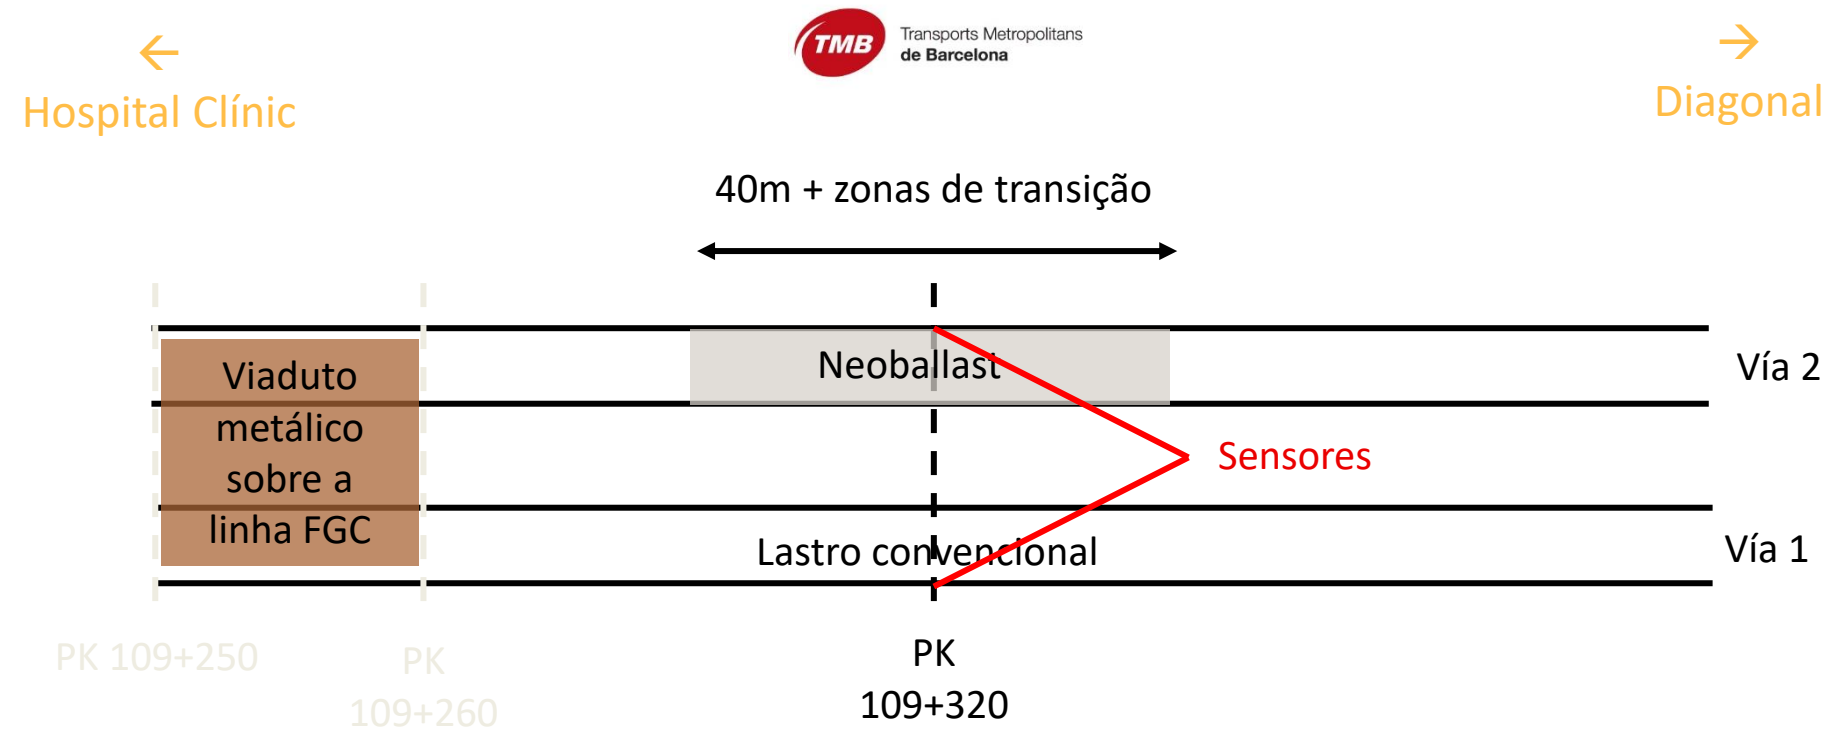 ←
→
TMB
Transports Metropolitans
de Barcelona
Hospital Clínic
Diagonal
40m + zonas de transição
Viaduto
metálico
sobre a
linha FGC
Neoballast
Vía 2
Sensores
Lastro convencional
Vía 1
PK 109+250
PK
109+260
PK
109+320